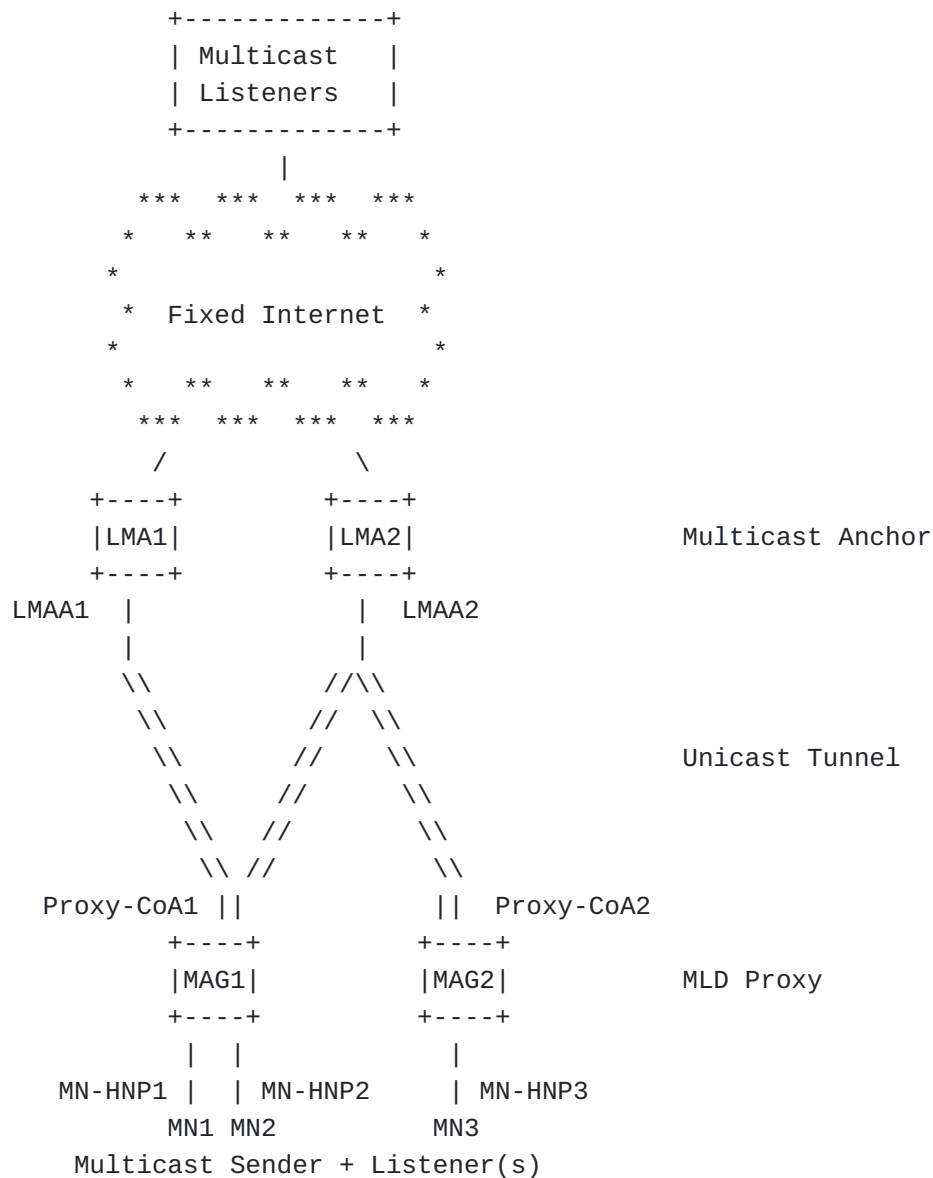 Multicast
Listeners
Fixed Internet
LMA1 LMA2 Multicast Anchor
LMAA1 LMAA2
Unicast Tunnel
Proxy-CoA1 Proxy-CoA2
MAG1 MAG2 MLD Proxy
MN-HNP1 MN-HNP2 MN-HNP3
MN1 MN2 MN3
Multicast Sender + Listener(s)